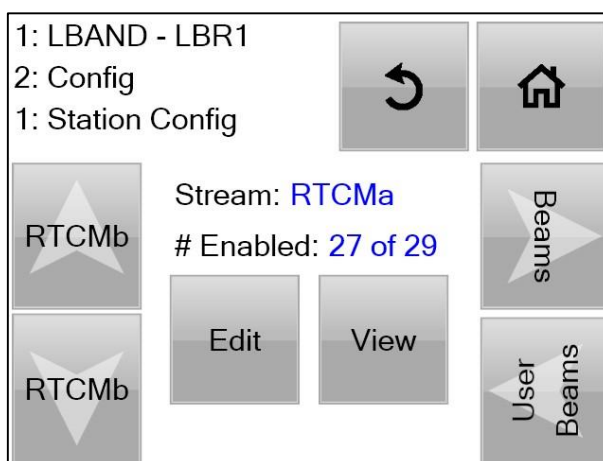 1: LBAND - LBR1
2: Config
1: Station Config
RTCMb
Stream: RTCMa
# Enabled: 27 of 29
Beams
RTCMb
Edit
View
User
Beams